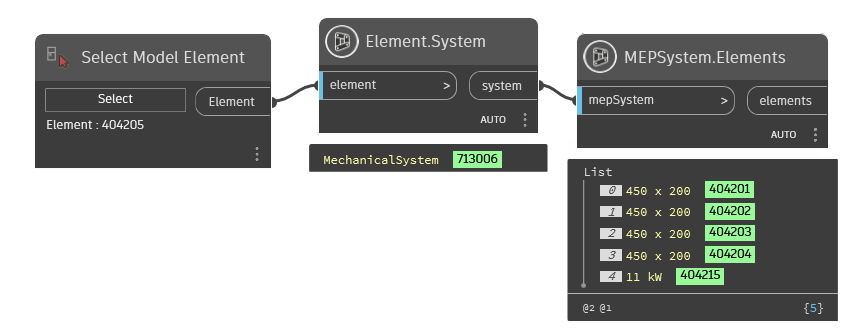 Select Model Element
Select
Element
Element : 404205
Element.System
element > system
AUTO
MechanicalSystem 713006
MEPSystem.Elements
mepSystem > elements
AUTO
List
0 450 x 200 404201
1 450 x 200 404202
2 450 x 200 404203
3 450 x 200 404204
4 11 kW 404215
@2 @1 {5}